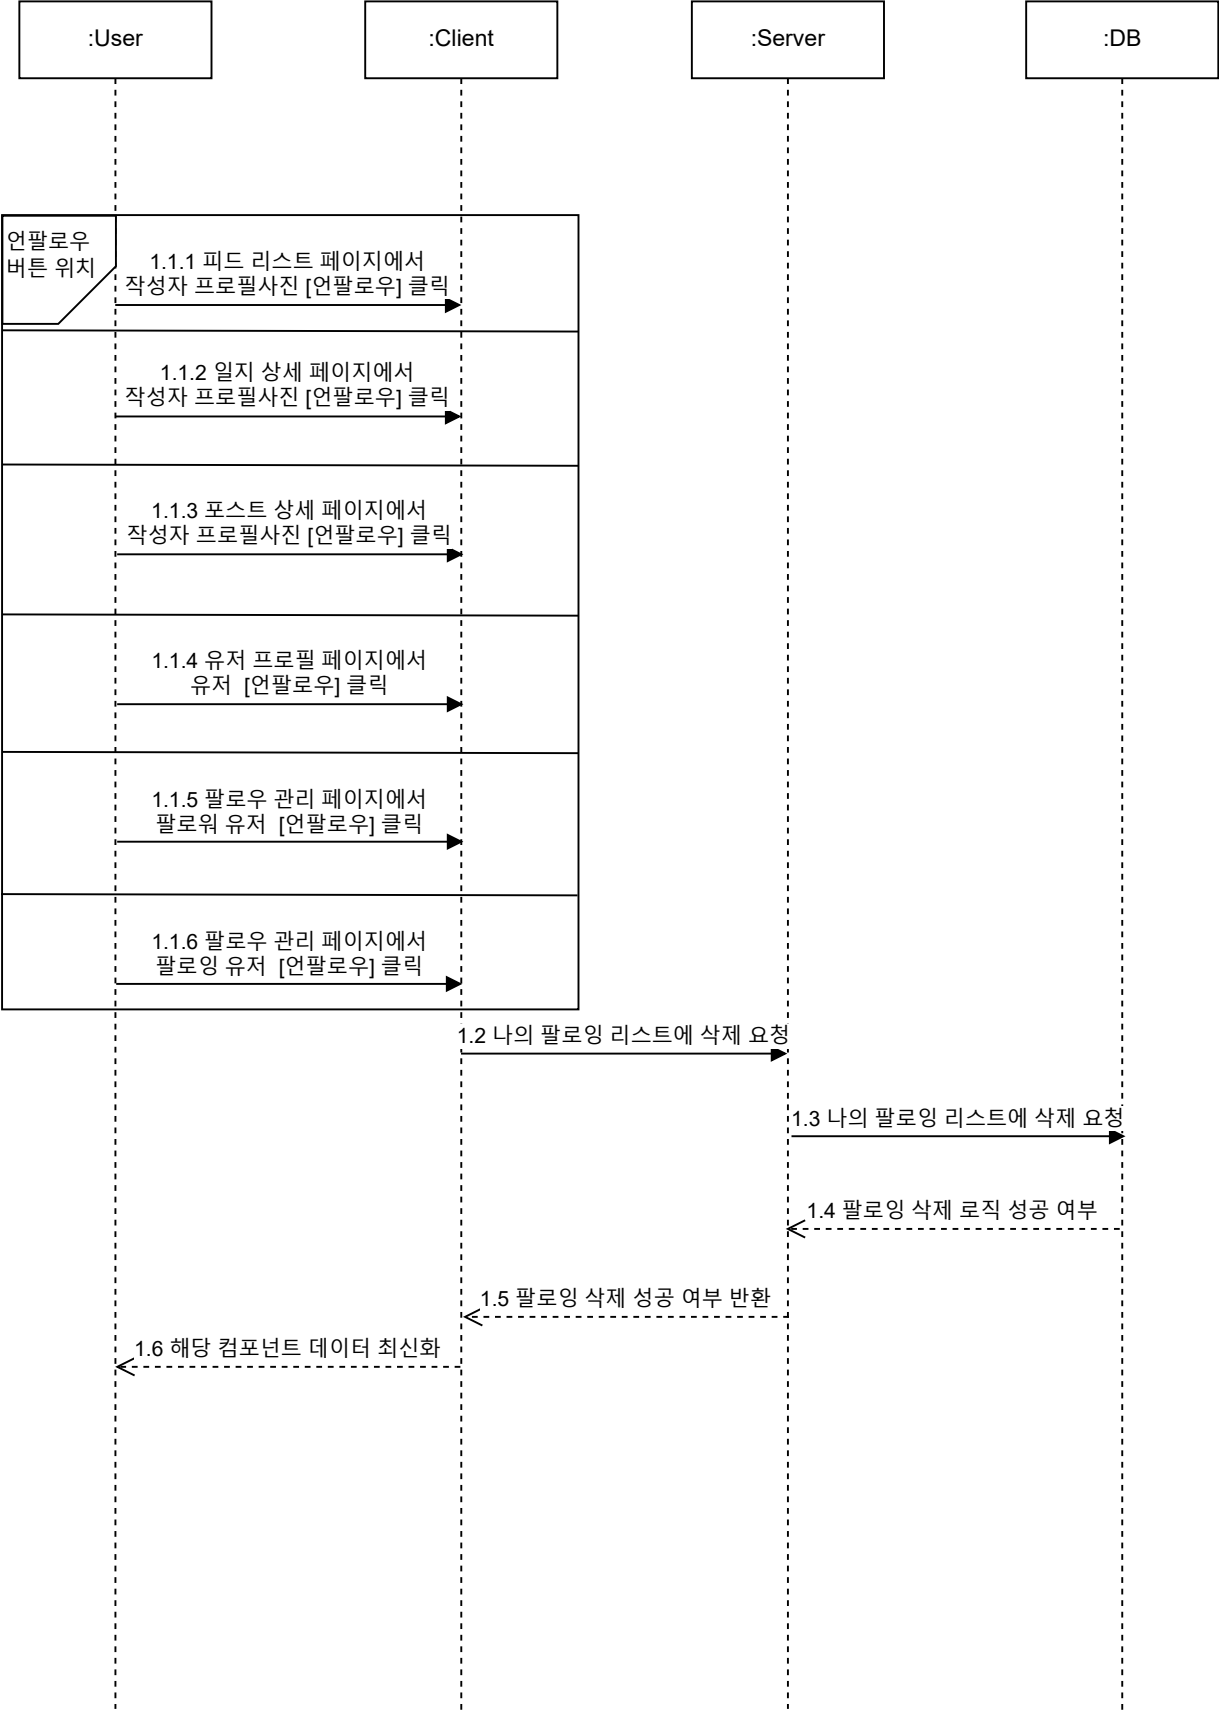 :User
:Client
:Server
:DB
언팔로우
버튼 위치
1.1.1 피드 리스트 페이지에서
작성자 프로필사진 [언팔로우] 클릭
1.1.2 일지 상세 페이지에서
작성자 프로필사진 [언팔로우] 클릭
1.1.3 포스트 상세 페이지에서
작성자 프로필사진 [언팔로우] 클릭
1.1.4 유저 프로필 페이지에서
유저  [언팔로우] 클릭
1.1.5 팔로우 관리 페이지에서
팔로워 유저  [언팔로우] 클릭
1.1.6 팔로우 관리 페이지에서
팔로잉 유저  [언팔로우] 클릭
1.2 나의 팔로잉 리스트에 삭제 요청
1.3 나의 팔로잉 리스트에 삭제 요청
1.4 팔로잉 삭제 로직 성공 여부
1.5 팔로잉 삭제 성공 여부 반환
1.6 해당 컴포넌트 데이터 최신화